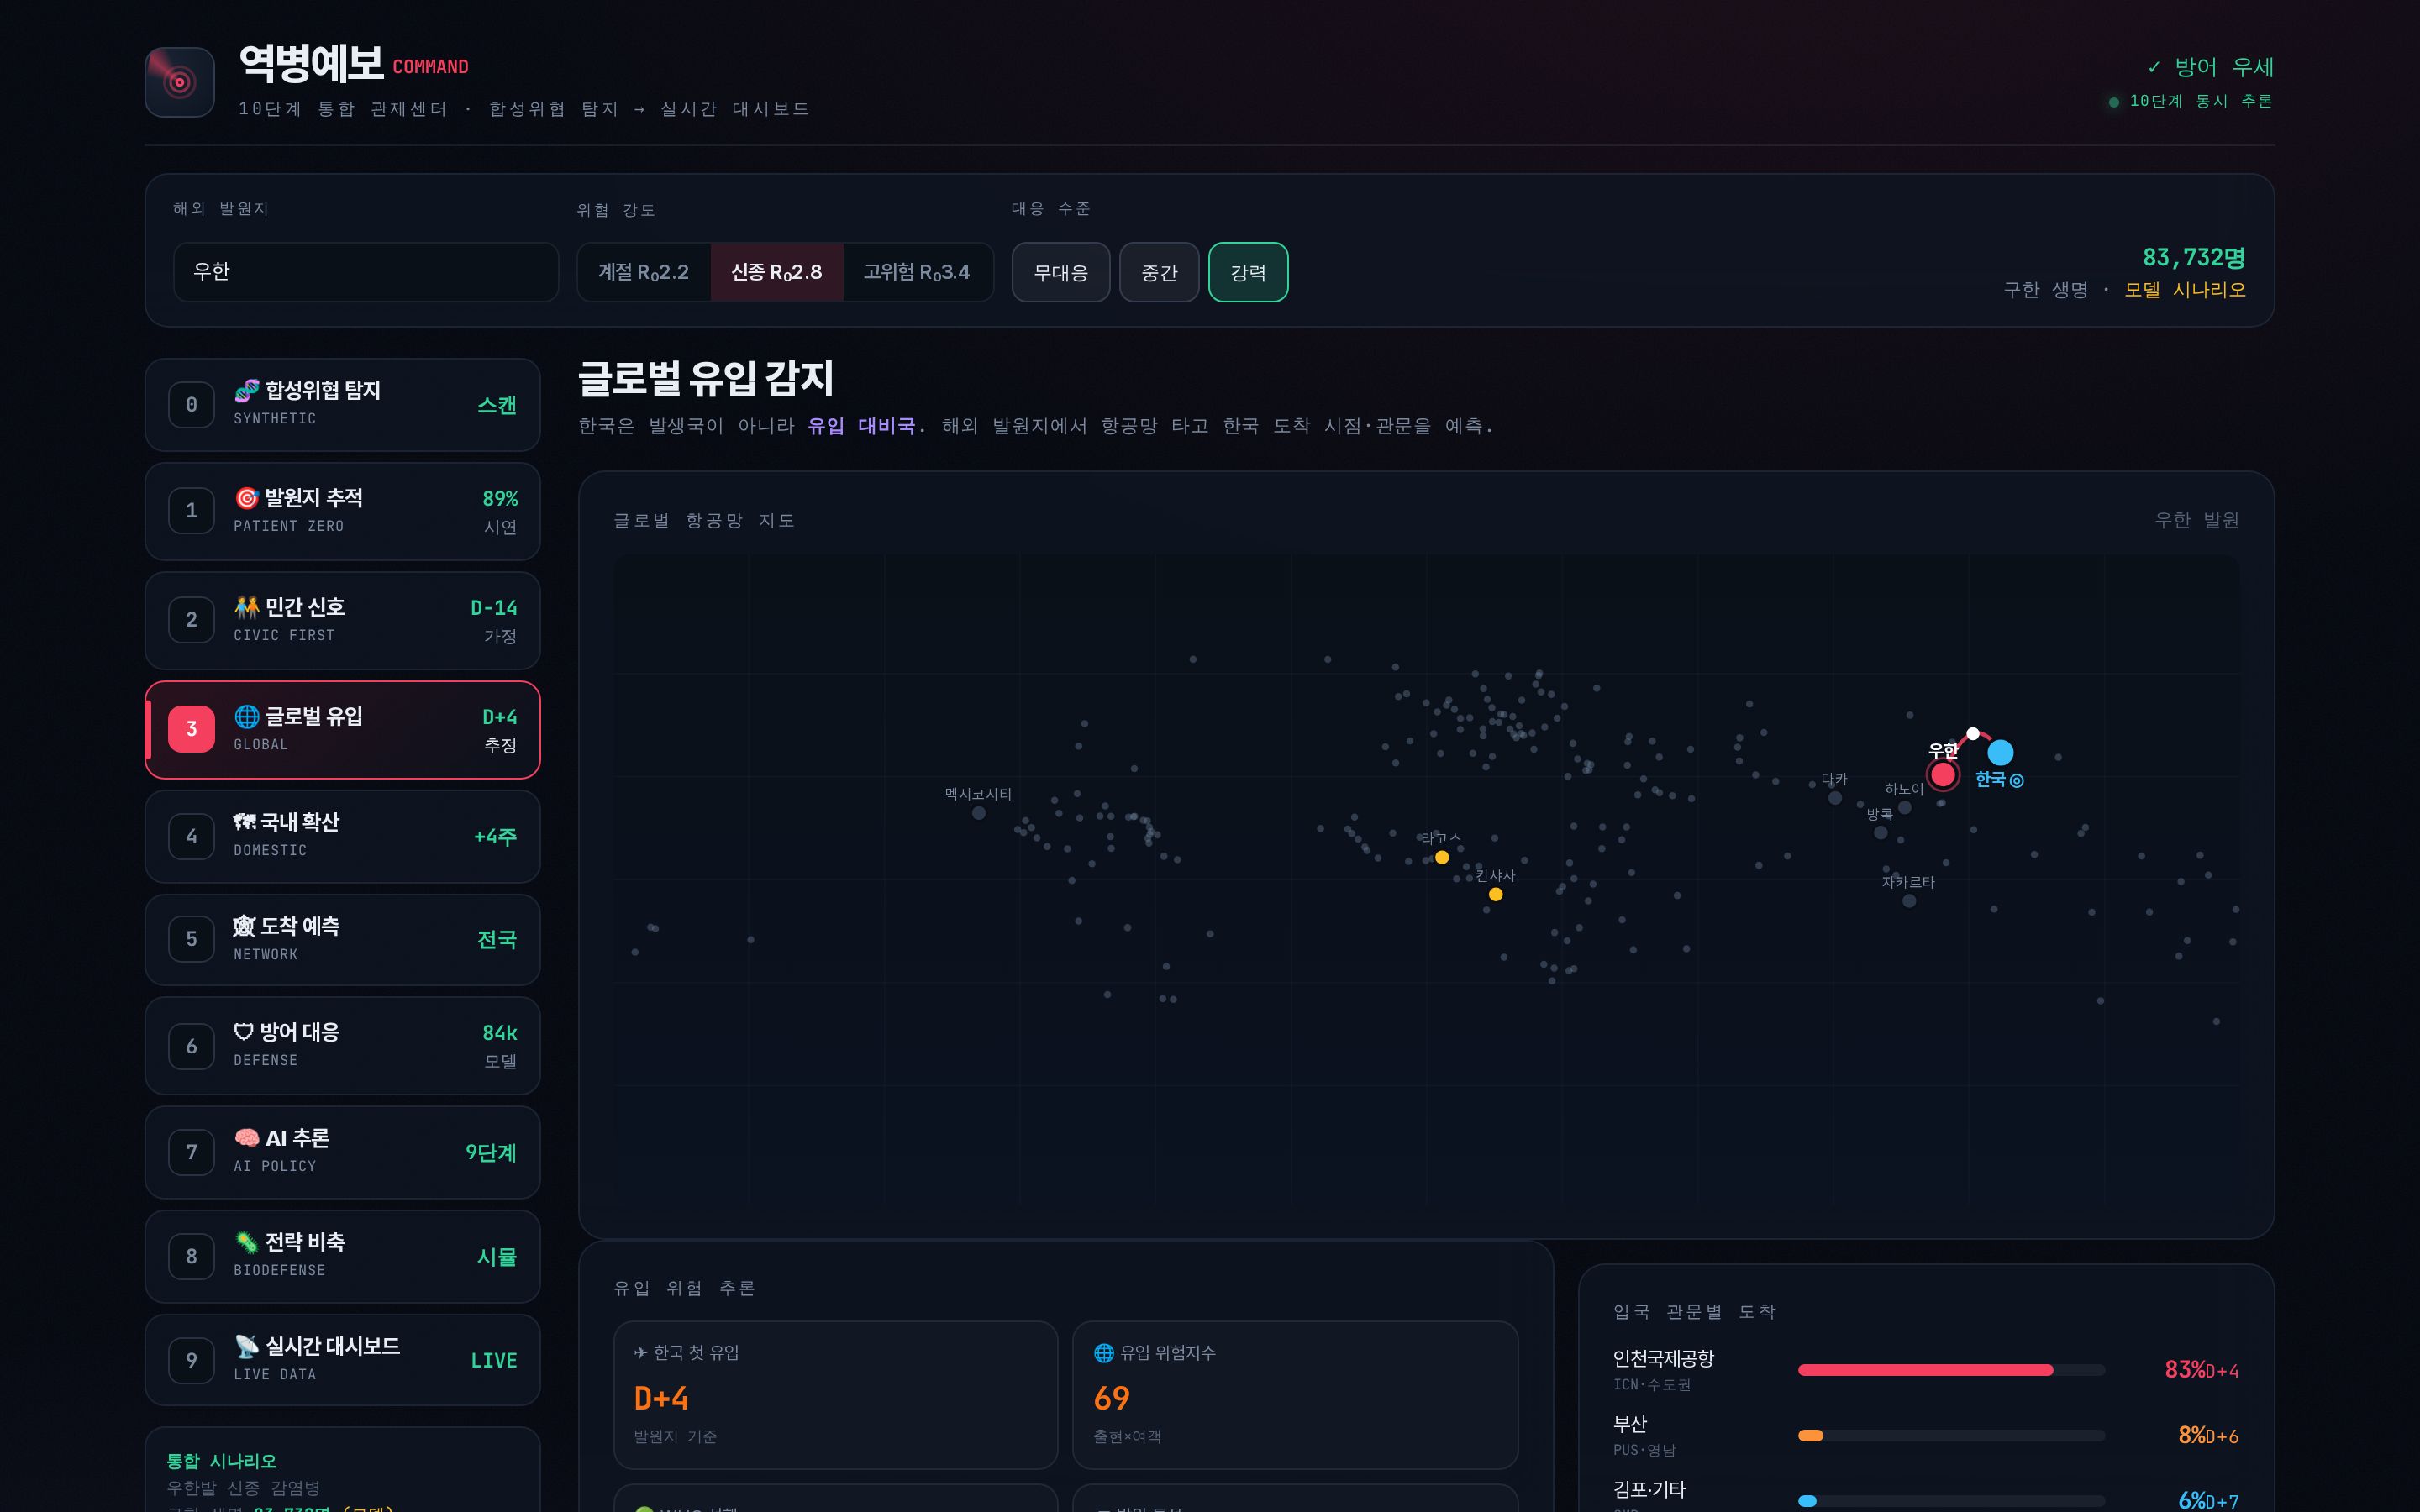 역병예보 COMMAND
10단계 통합 관제센터 · 합성위협 탐지 → 실시간 대시보드
✓ 방어 우세
10단계 동시 추론
해외 발원지
우한
위협 강도
계절 R₀2.2 신종 R₀2.8 고위험 R₀3.4
대응 수준
무대응 중간 강력
83,732명
구한 생명 · 모델 시나리오
0 🧬 합성위협 탐지 스캔
SYNTHETIC
1 🎯 발원지 추적 89%
PATIENT ZERO 시연
2 🧑‍🤝‍🧑 민간 신호 D-14
CIVIC FIRST 가정
3 🌐 글로벌 유입 D+4
GLOBAL 추정
4 🗺 국내 확산 +4주
DOMESTIC
5 🕸 도착 예측 전국
NETWORK
6 🛡 방어 대응 84k
DEFENSE 모델
7 🧠 AI 추론 9단계
AI POLICY
8 🦠 전략 비축 시뮬
BIODEFENSE
9 📡 실시간 대시보드 LIVE
LIVE DATA
통합 시나리오
우한발 신종 감염병
글로벌 유입 감지
한국은 발생국이 아니라 유입 대비국. 해외 발원지에서 항공망 타고 한국 도착 시점·관문을 예측.
글로벌 항공망 지도
우한 발원
우한
한국 ◎
다카
하노이
방콕
멕시코시티
라고스
킨샤사
자카르타
유입 위험 추론
✈ 한국 첫 유입
D+4
발원지 기준
🌐 유입 위험지수
69
출현×여객
입국 관문별 도착
인천국제공항 83%D+4
ICN·수도권
부산 8%D+6
PUS·영남
김포·기타 6%D+7